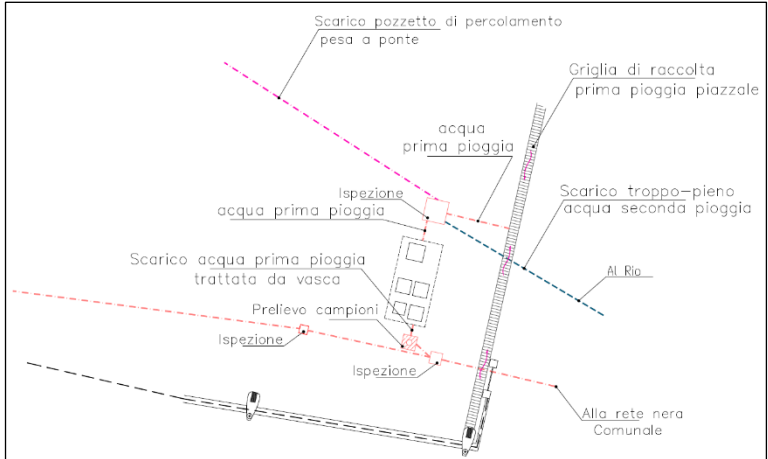 Scarico pozzetto di percolamento
pesa a ponte
Griglia di raccolta
prima pioggia piazzale
acqua
prima pioggia
Ispezione
acqua prima pioggia
Scarico troppo-pieno
acqua seconda pioggia
Scarico acqua prima pioggia
trattata da vasca
Al Rio
Prelievo campioni
Ispezione
Ispezione
Alla rete nera
Comunale